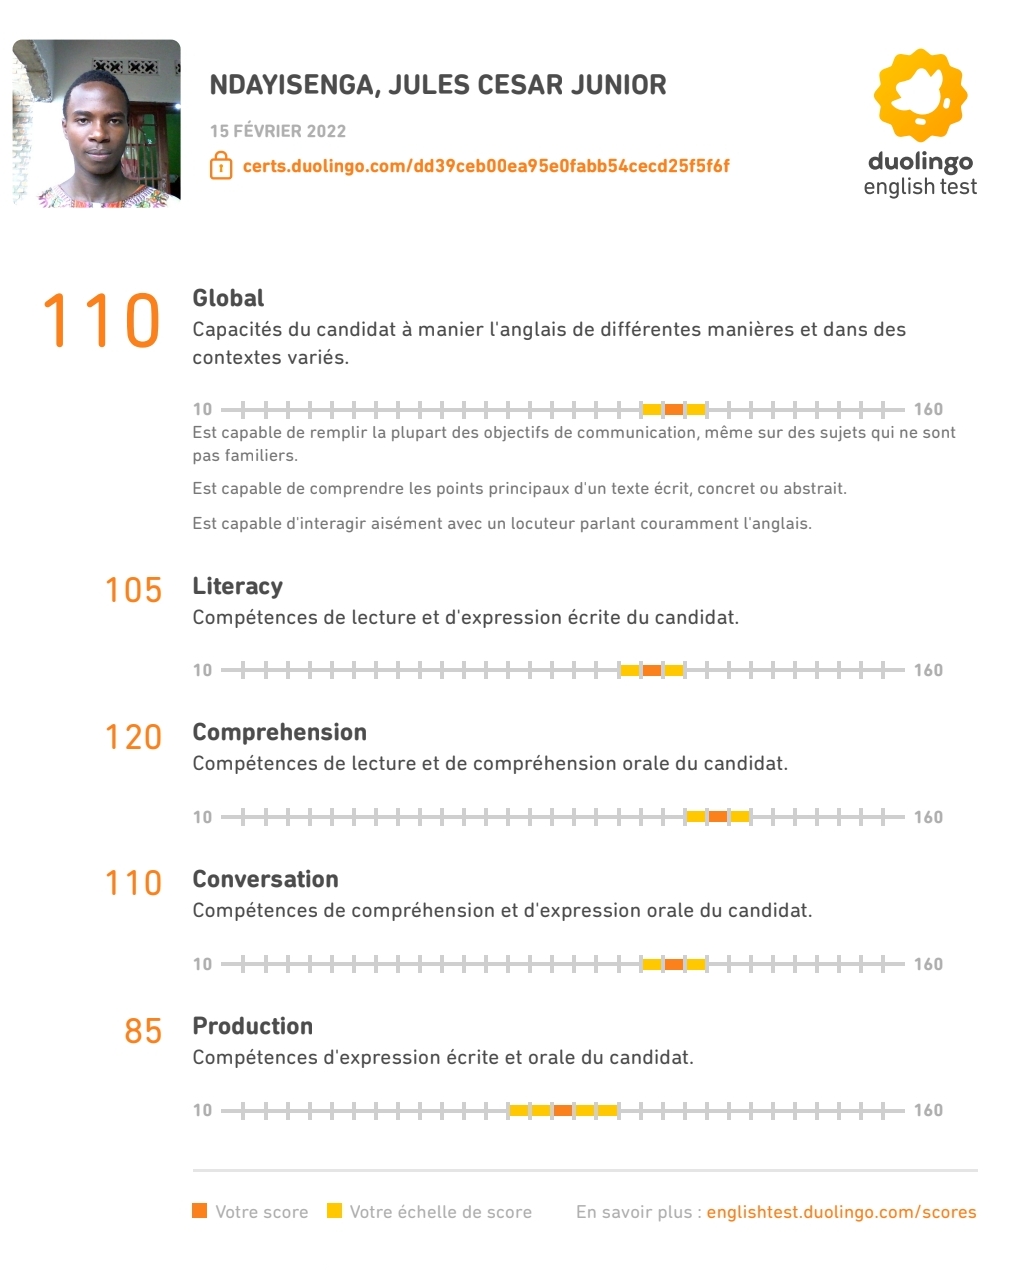 NDAYISENGA, JULES CESAR JUNIOR
15 FÉVRIER 2022
certs.duolingo.com/dd39ceb00ea95e0fabb54cecd25f5f6f
duolingo
english test
110
Global
Capacités du candidat à manier l'anglais de différentes manières et dans des
contextes variés.
10 160
Est capable de remplir la plupart des objectifs de communication, même sur des sujets qui ne sont
pas familiers.
Est capable de comprendre les points principaux d'un texte écrit, concret ou abstrait.
Est capable d'interagir aisément avec un locuteur parlant couramment l'anglais.
105 Literacy
Compétences de lecture et d'expression écrite du candidat.
10 160
120 Comprehension
Compétences de lecture et de compréhension orale du candidat.
10 160
110 Conversation
Compétences de compréhension et d'expression orale du candidat.
10 160
85 Production
Compétences d'expression écrite et orale du candidat.
10 160
Votre score Votre échelle de score En savoir plus : englishtest.duolingo.com/scores